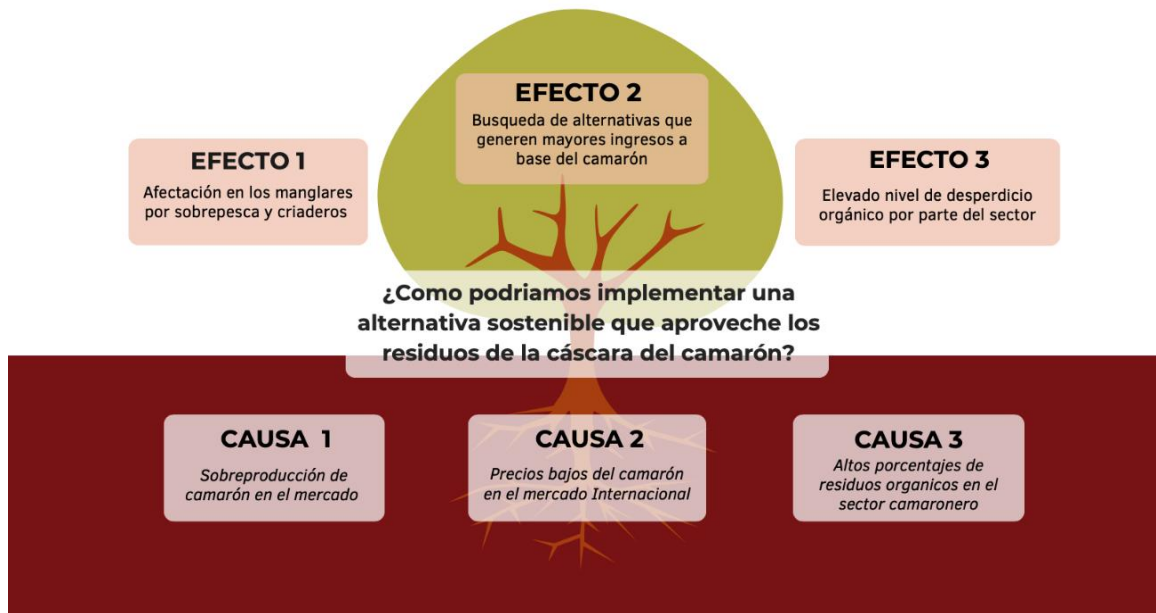 EFECTO 1
Afectación en los manglares
por sobrepesca y criaderos
EFECTO 2
Busqueda de alternativas que
generen mayores ingresos a
base del camarón
EFECTO 3
Elevado nivel de desperdicio
orgánico por parte del sector
¿Como podriamos implementar una
alternativa sostenible que aproveche los
residuos de la cáscara del camarón?
CAUSA 1
Sobreproducción de
camarón en el mercado
CAUSA 2
Precios bajos del camarón
en el mercado Internacional
CAUSA 3
Altos porcentajes de
residuos organicos en el
sector camaronero